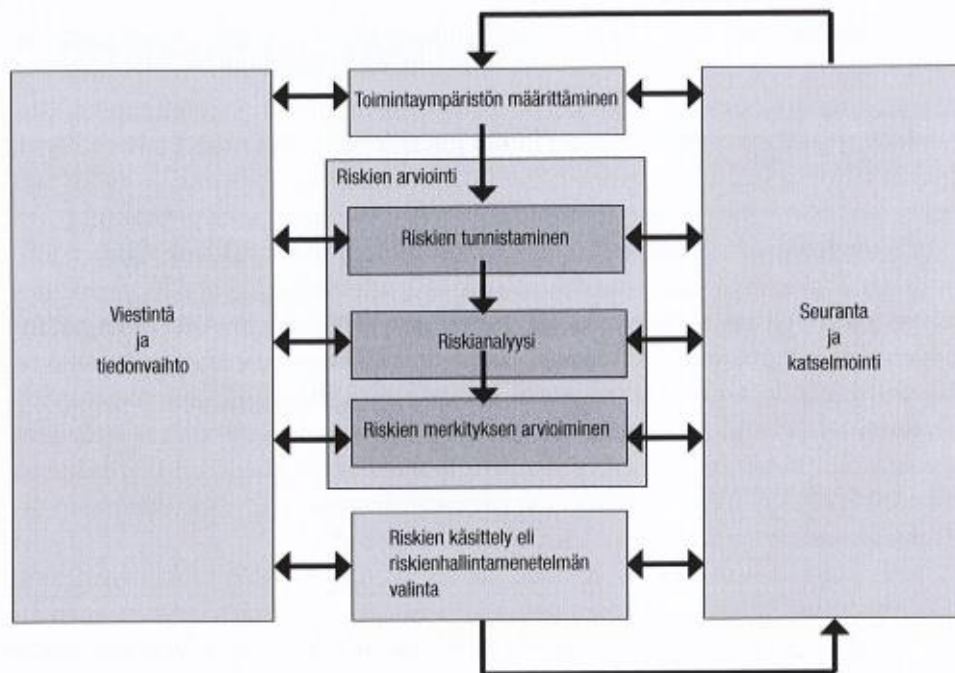 Toimintaympäristön määrittäminen
Riskien arviointi
Riskien tunnistaminen
Viestintä
ja
tiedonvaihto
Riskianalyysi
Seuranta
ja
katselmointi
Riskien merkityksen arvioiminen
Riskien käsittely eli
riskienhallintamenetelmän
valinta